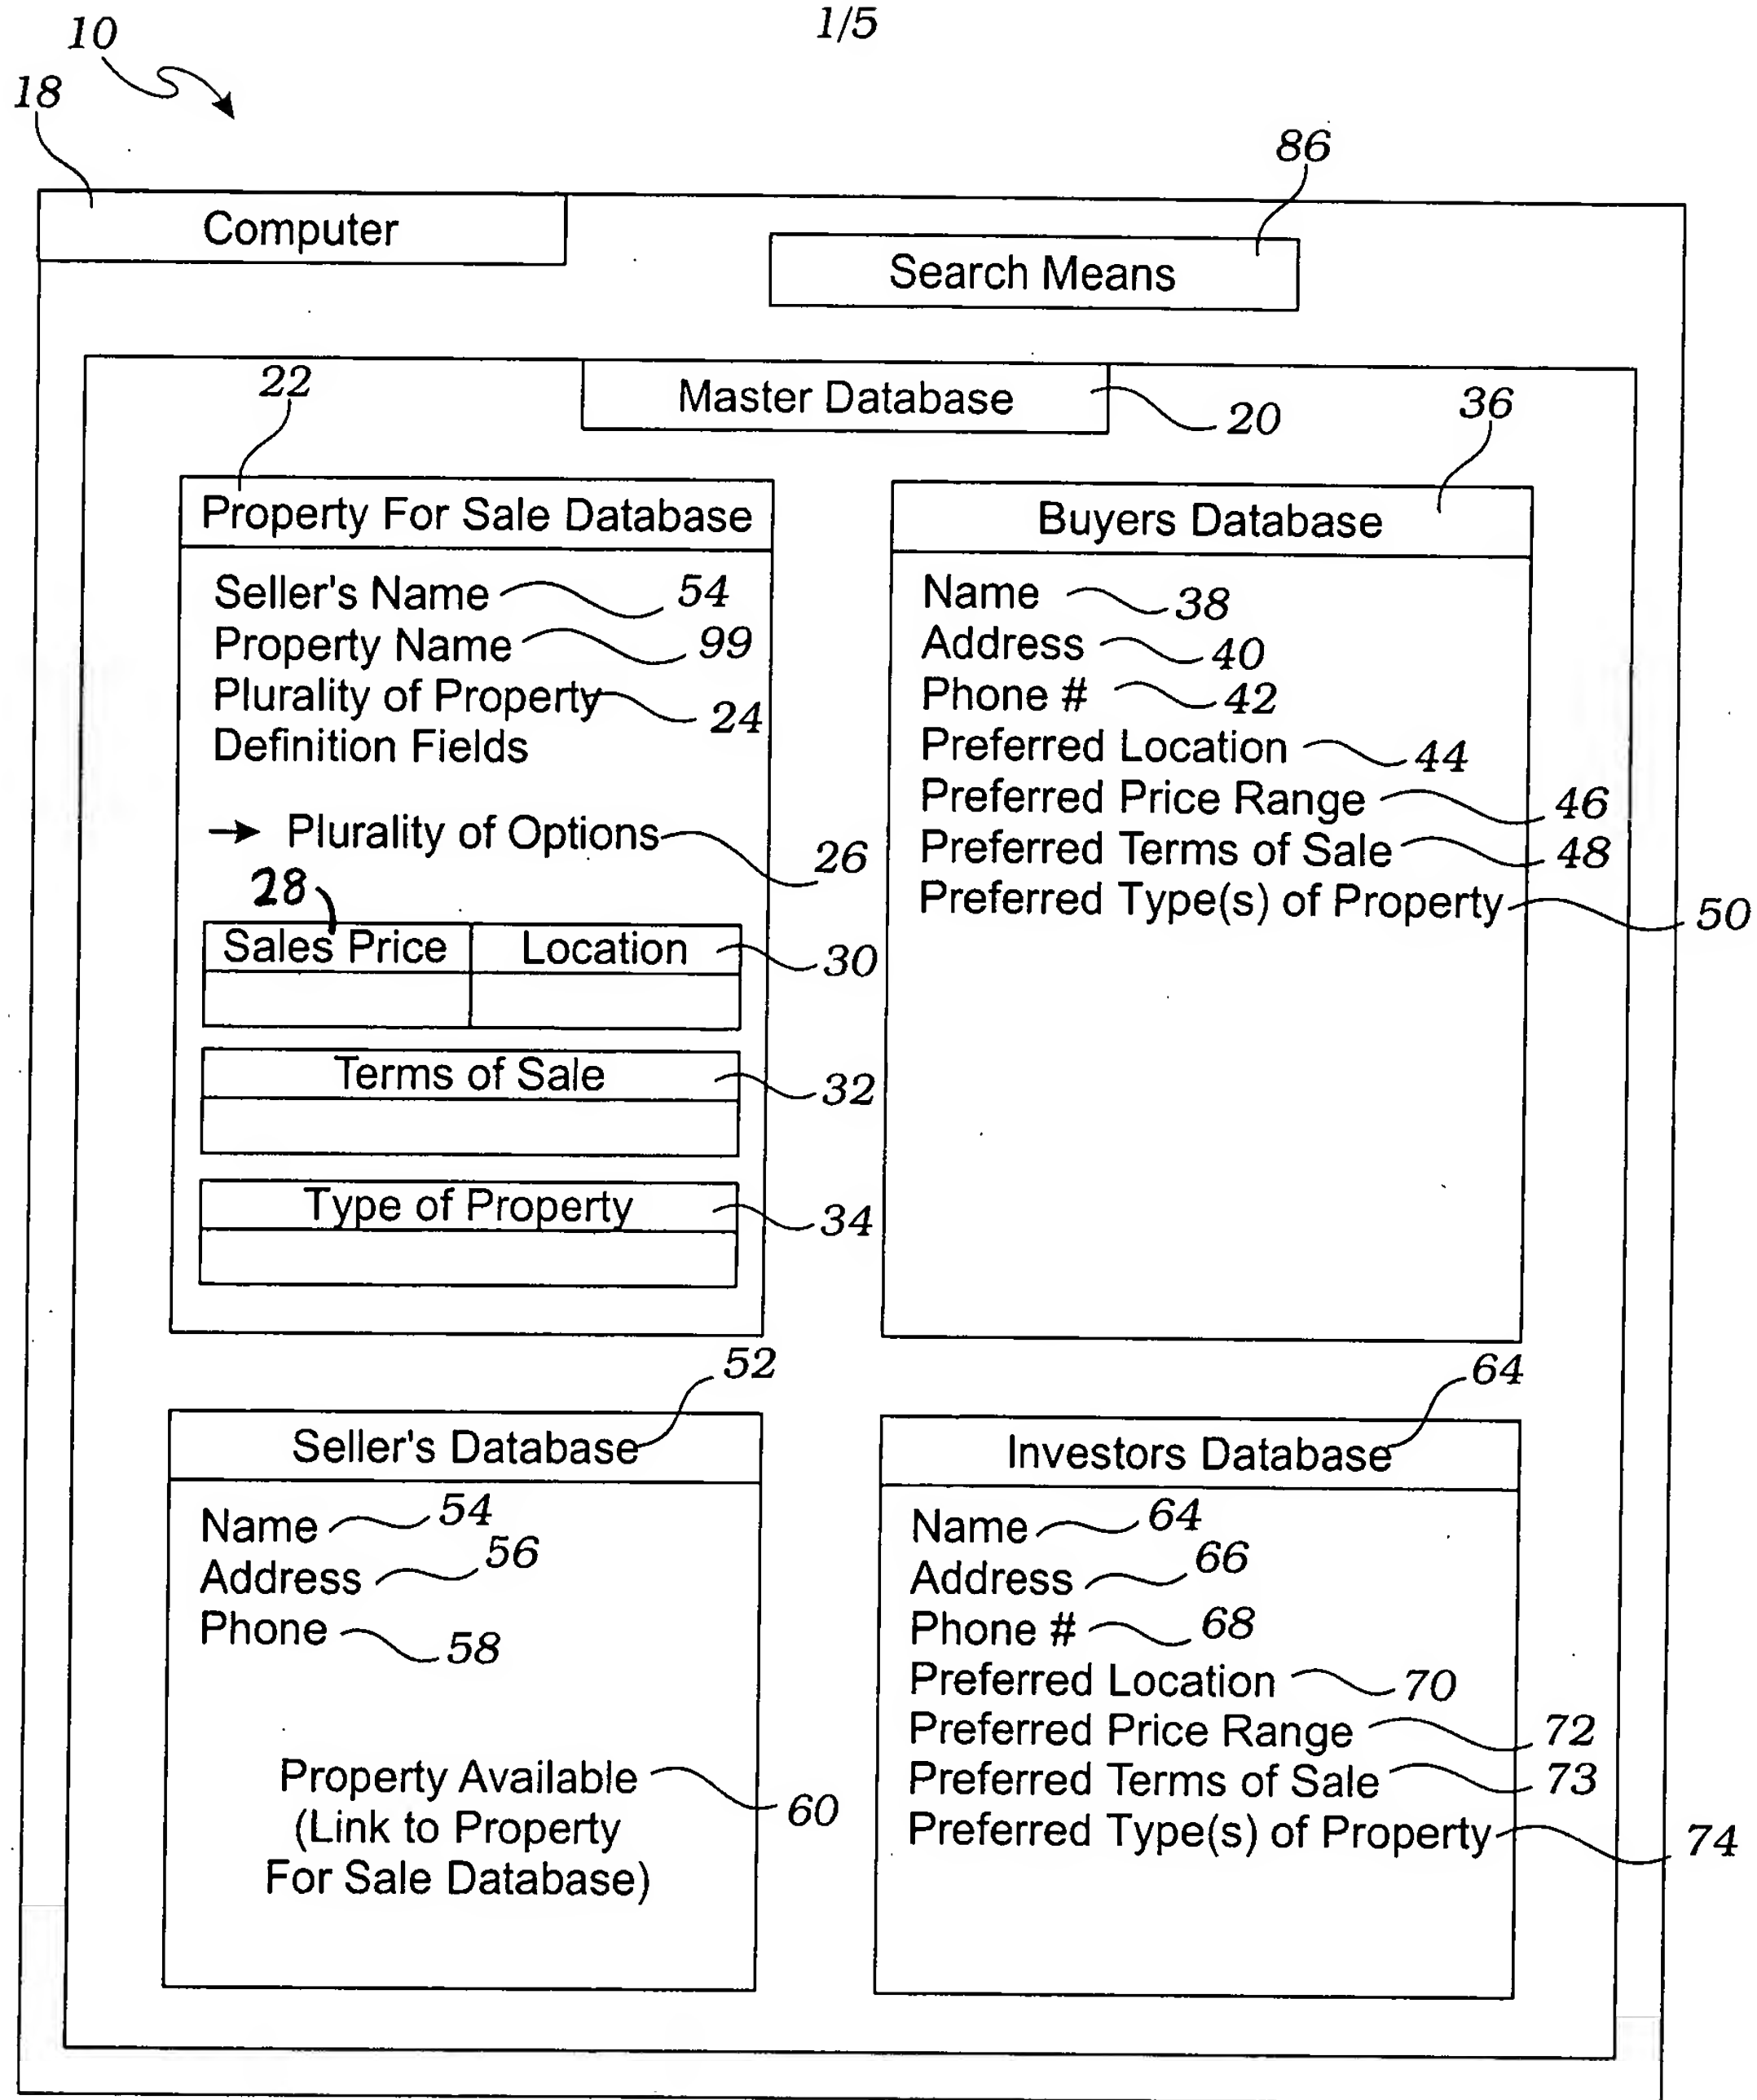 1/5
10
18
86
Computer
Search Means
22
Master Database
20
36
Property For Sale Database
Seller's Name 54
Property Name 99
Plurality of Property 24
Definition Fields
→ Plurality of Options 26
28
Sales Price Location 30
Terms of Sale 32
Type of Property 34
Buyers Database
Name 38
Address 40
Phone # 42
Preferred Location 44
Preferred Price Range 46
Preferred Terms of Sale 48
Preferred Type(s) of Property 50
52
Seller's Database
Name 54
Address 56
Phone 58
Property Available 60
(Link to Property
For Sale Database)
64
Investors Database
Name 64
Address 66
Phone # 68
Preferred Location 70
Preferred Price Range 72
Preferred Terms of Sale 73
Preferred Type(s) of Property 74